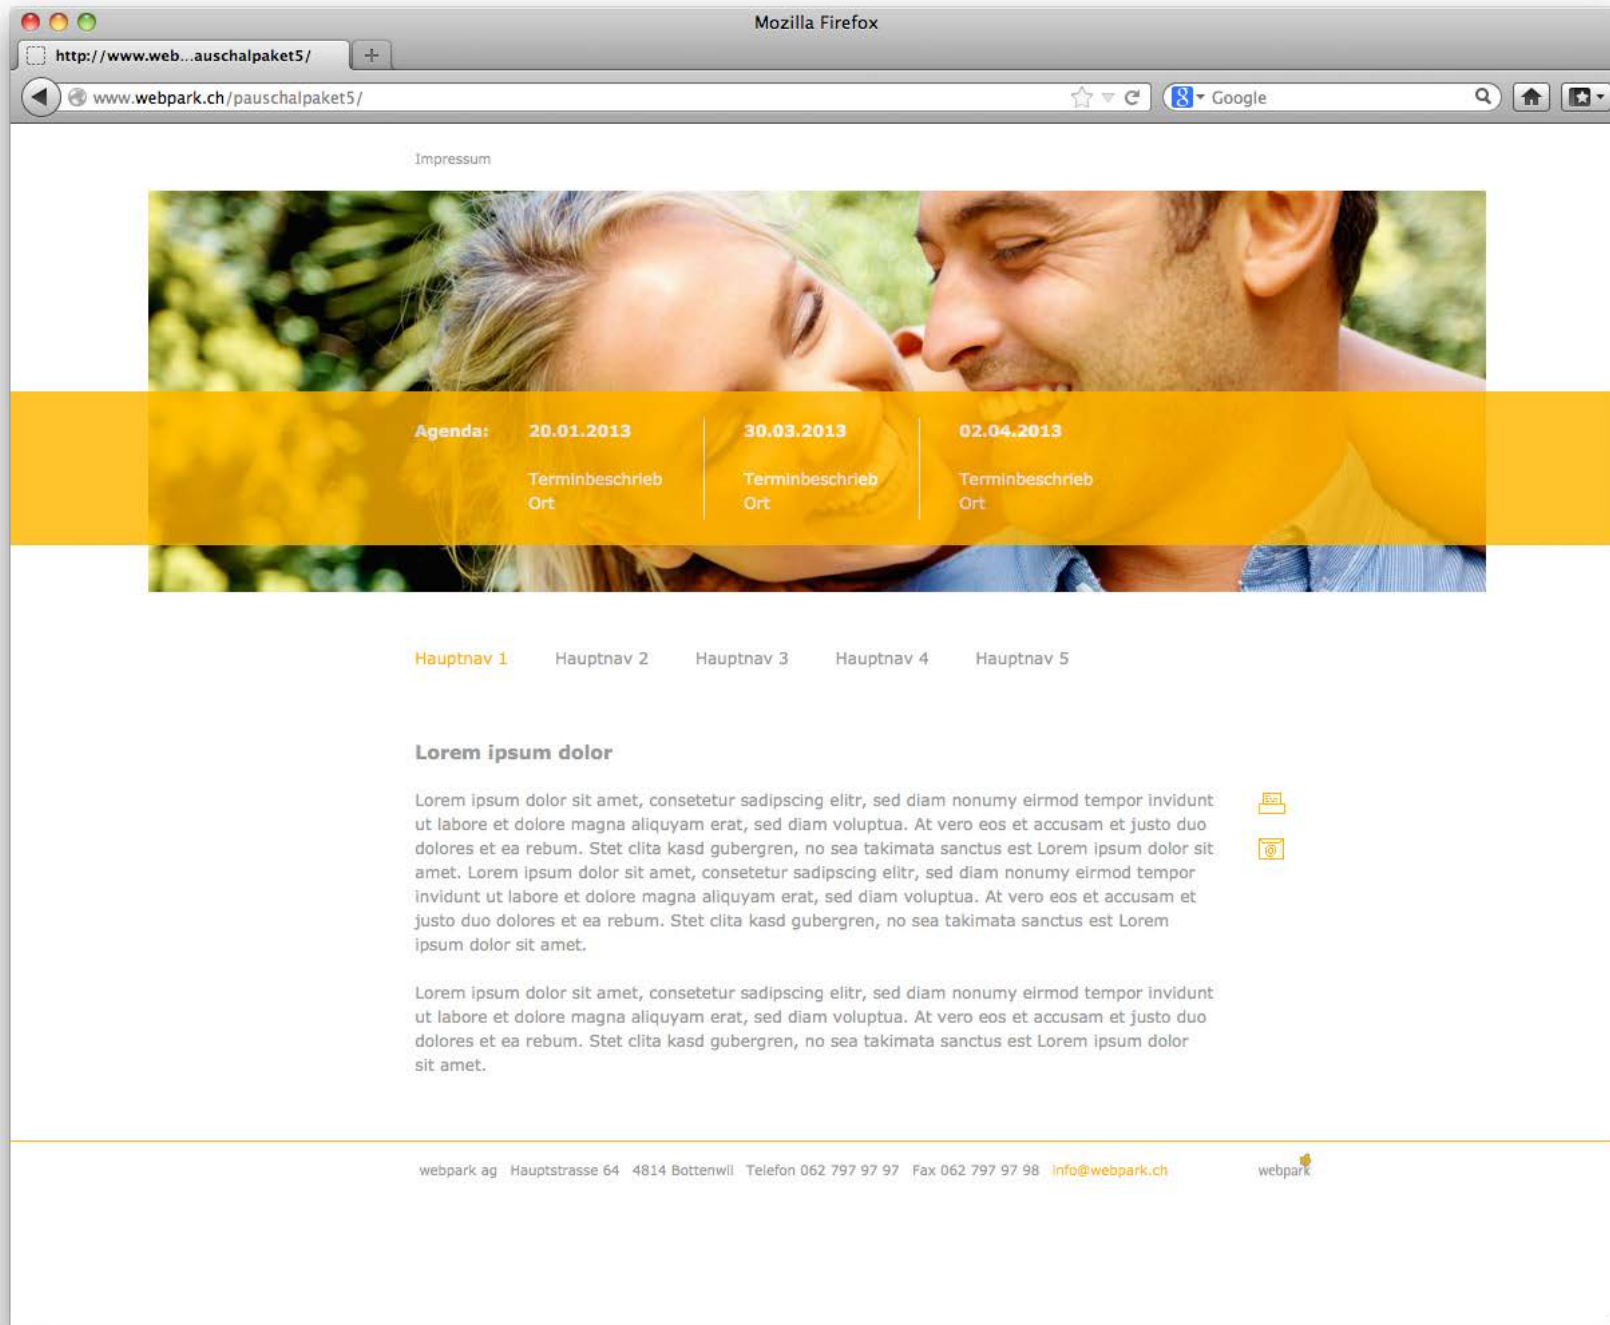 Mozilla Firefox
http://www.web...auschalpaket5/
www.webpark.ch/pauschalpaket5/
Google
Impressum
Agenda: 20.01.2013 30.03.2013 02.04.2013
Terminbeschrieb Terminbeschrieb Terminbeschrieb
Ort Ort Ort
Hauptnav 1 Hauptnav 2 Hauptnav 3 Hauptnav 4 Hauptnav 5
Lorem ipsum dolor
Lorem ipsum dolor sit amet, consetetur sadipscing elitr, sed diam nonumy eirmod tempor invidunt
ut labore et dolore magna aliquyam erat, sed diam voluptua. At vero eos et accusam et justo duo
dolores et ea rebum. Stet clita kasd gubergren, no sea takimata sanctus est Lorem ipsum dolor sit
amet. Lorem ipsum dolor sit amet, consetetur sadipscing elitr, sed diam nonumy eirmod tempor
invidunt ut labore et dolore magna aliquyam erat, sed diam voluptua. At vero eos et accusam et
justo duo dolores et ea rebum. Stet clita kasd gubergren, no sea takimata sanctus est Lorem
ipsum dolor sit amet.
Lorem ipsum dolor sit amet, consetetur sadipscing elitr, sed diam nonumy eirmod tempor invidunt
ut labore et dolore magna aliquyam erat, sed diam voluptua. At vero eos et accusam et justo duo
dolores et ea rebum. Stet clita kasd gubergren, no sea takimata sanctus est Lorem ipsum dolor
sit amet.
webpark ag Hauptstrasse 64 4814 Bottenwil Telefon 062 797 97 97 Fax 062 797 97 98 info@webpark.ch webpark